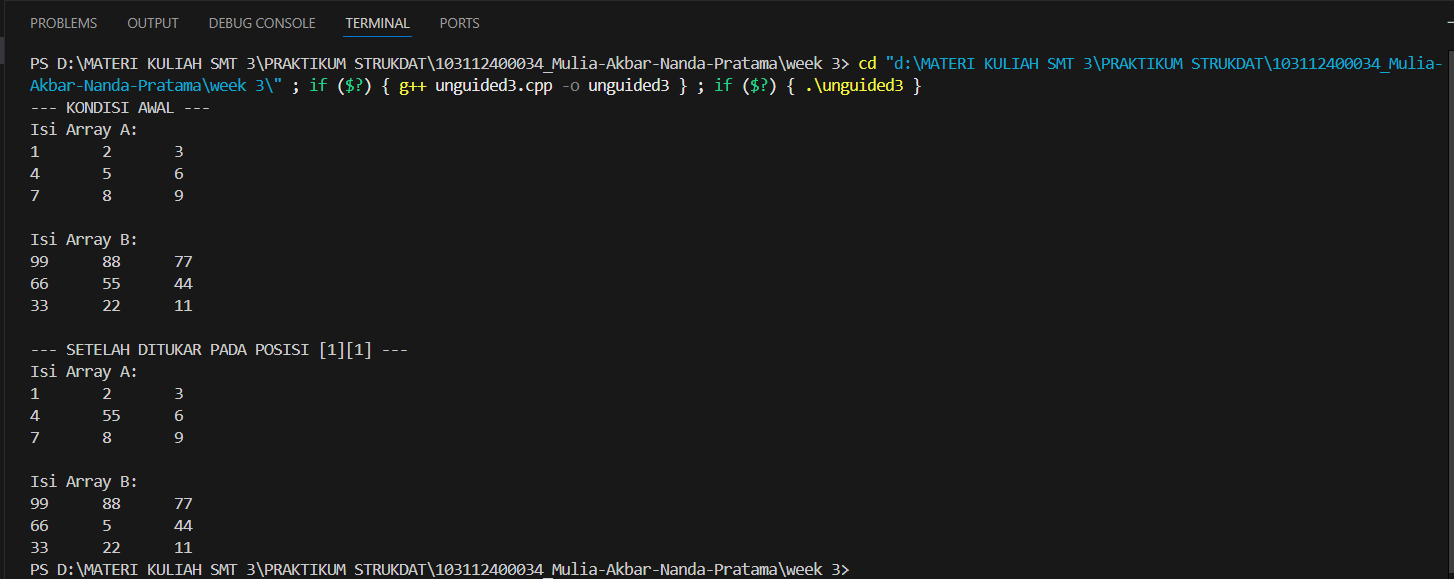 PROBLEMS OUTPUT DEBUG CONSOLE TERMINAL PORTS
PS D:\MATERI KULIAH SMT 3\PRAKTIKUM STRUKDAT\103112400034_Mulia-Akbar-Nanda-Pratama\week 3> cd "d:\MATERI KULIAH SMT 3\PRAKTIKUM STRUKDAT\103112400034_Mulia-
Akbar-Nanda-Pratama\week 3\" ; if ($?) { g++ unguided3.cpp -o unguided3 } ; if ($?) { .\unguided3 }
--- KONDISI AWAL ---
Isi Array A:
1 2 3
4 5 6
7 8 9
Isi Array B:
99 88 77
66 55 44
33 22 11
--- SETELAH DITUKAR PADA POSISI [1][1] ---
Isi Array A:
1 2 3
4 55 6
7 8 9
Isi Array B:
99 88 77
66 5 44
33 22 11
PS D:\MATERI KULIAH SMT 3\PRAKTIKUM STRUKDAT\103112400034_Mulia-Akbar-Nanda-Pratama\week 3>